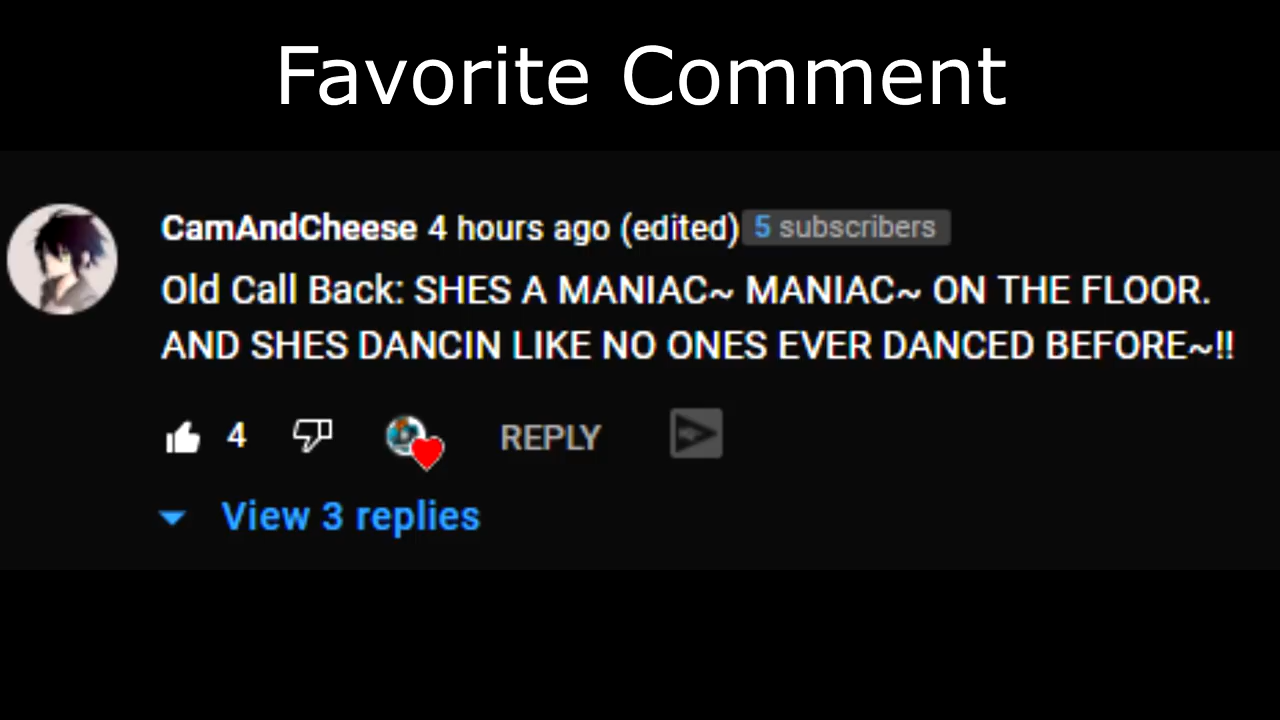 Favorite Comment
CamAndCheese 4 hours ago (edited) 5 subscribers
Old Call Back: SHES A MANIAC~ MANIAC~ ON THE FLOOR.
AND SHES DANCIN LIKE NO ONES EVER DANCED BEFORE~!!
4 REPLY
View 3 replies